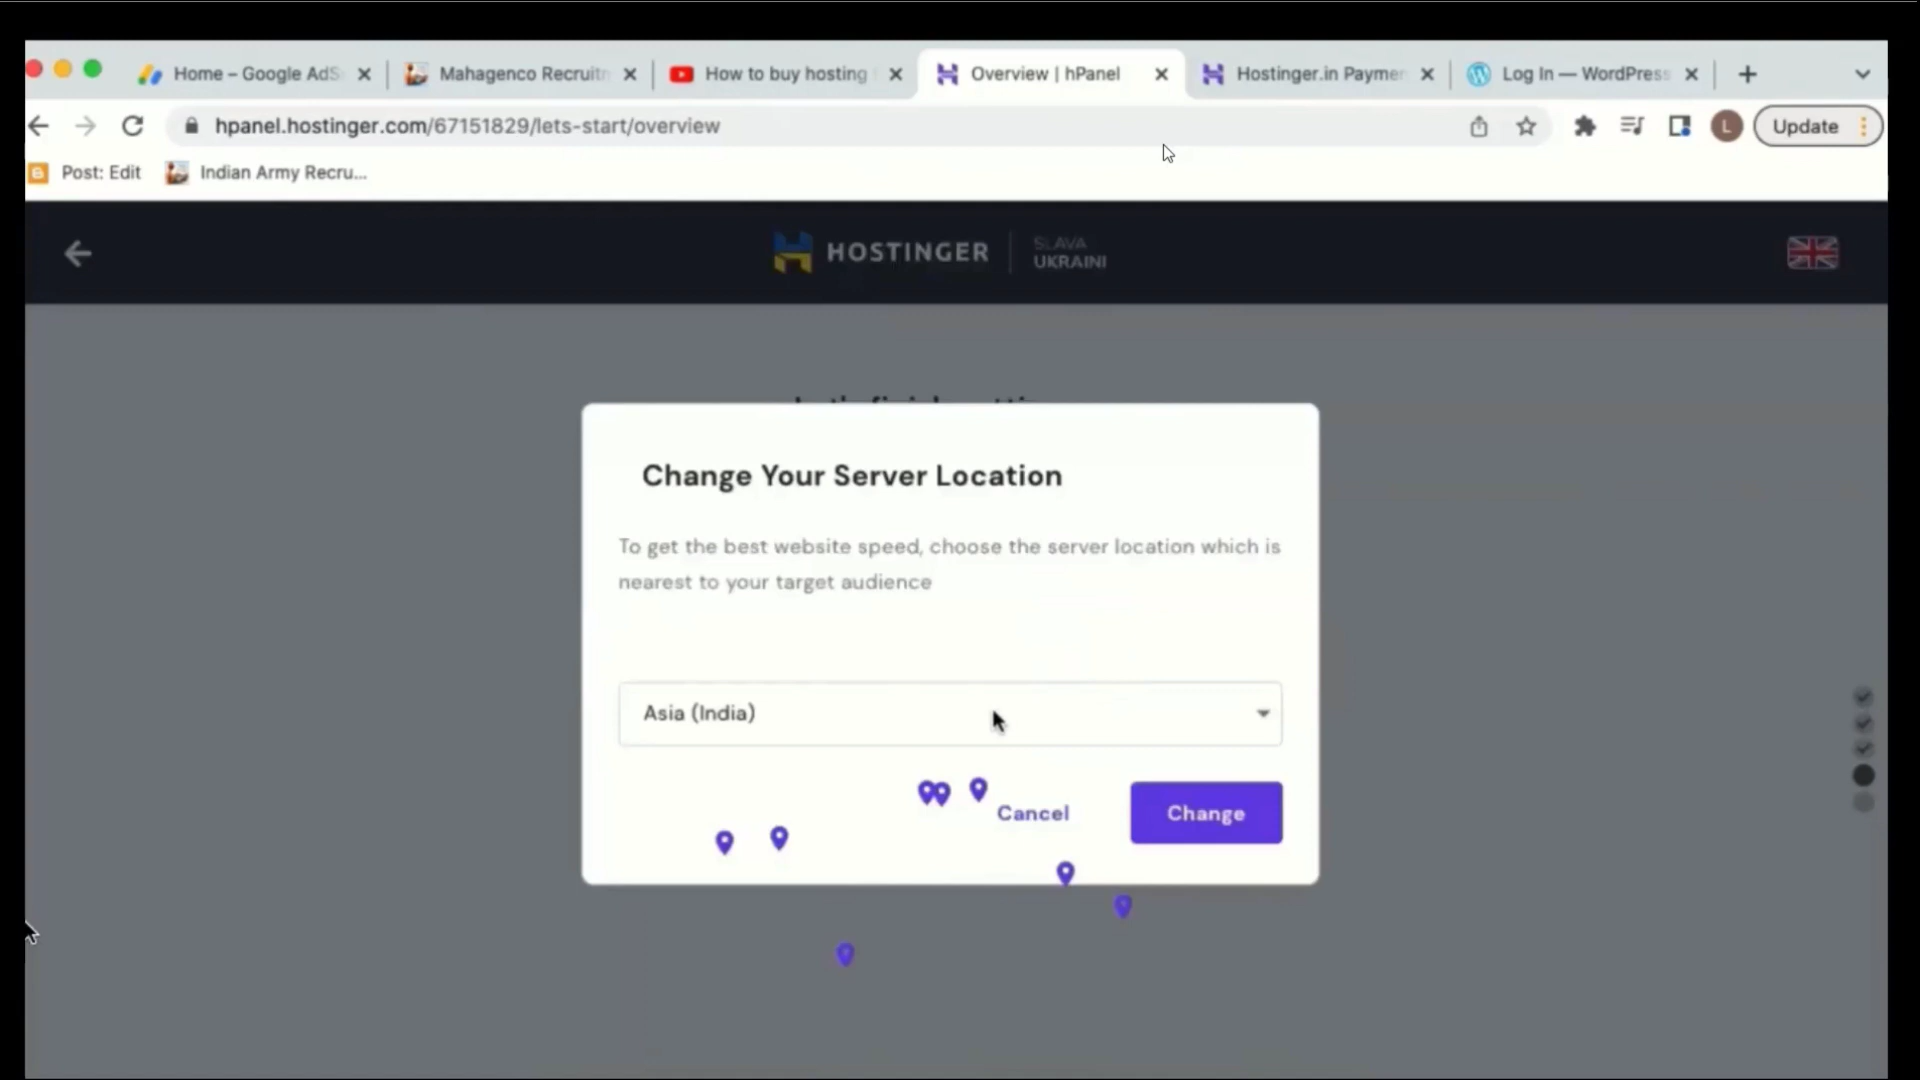 Home – Google AdS
Mahagenco Recruitm
How to buy hosting
Overview | hPanel
Hostinger.in Paymen
Log In — WordPress
hpanel.hostinger.com/67151829/lets-start/overview
L
Update
Post: Edit
Indian Army Recru...
HOSTINGER
SLAVA
UKRAINI
Change Your Server Location
To get the best website speed, choose the server location which is
nearest to your target audience
Asia (India)
Cancel
Change